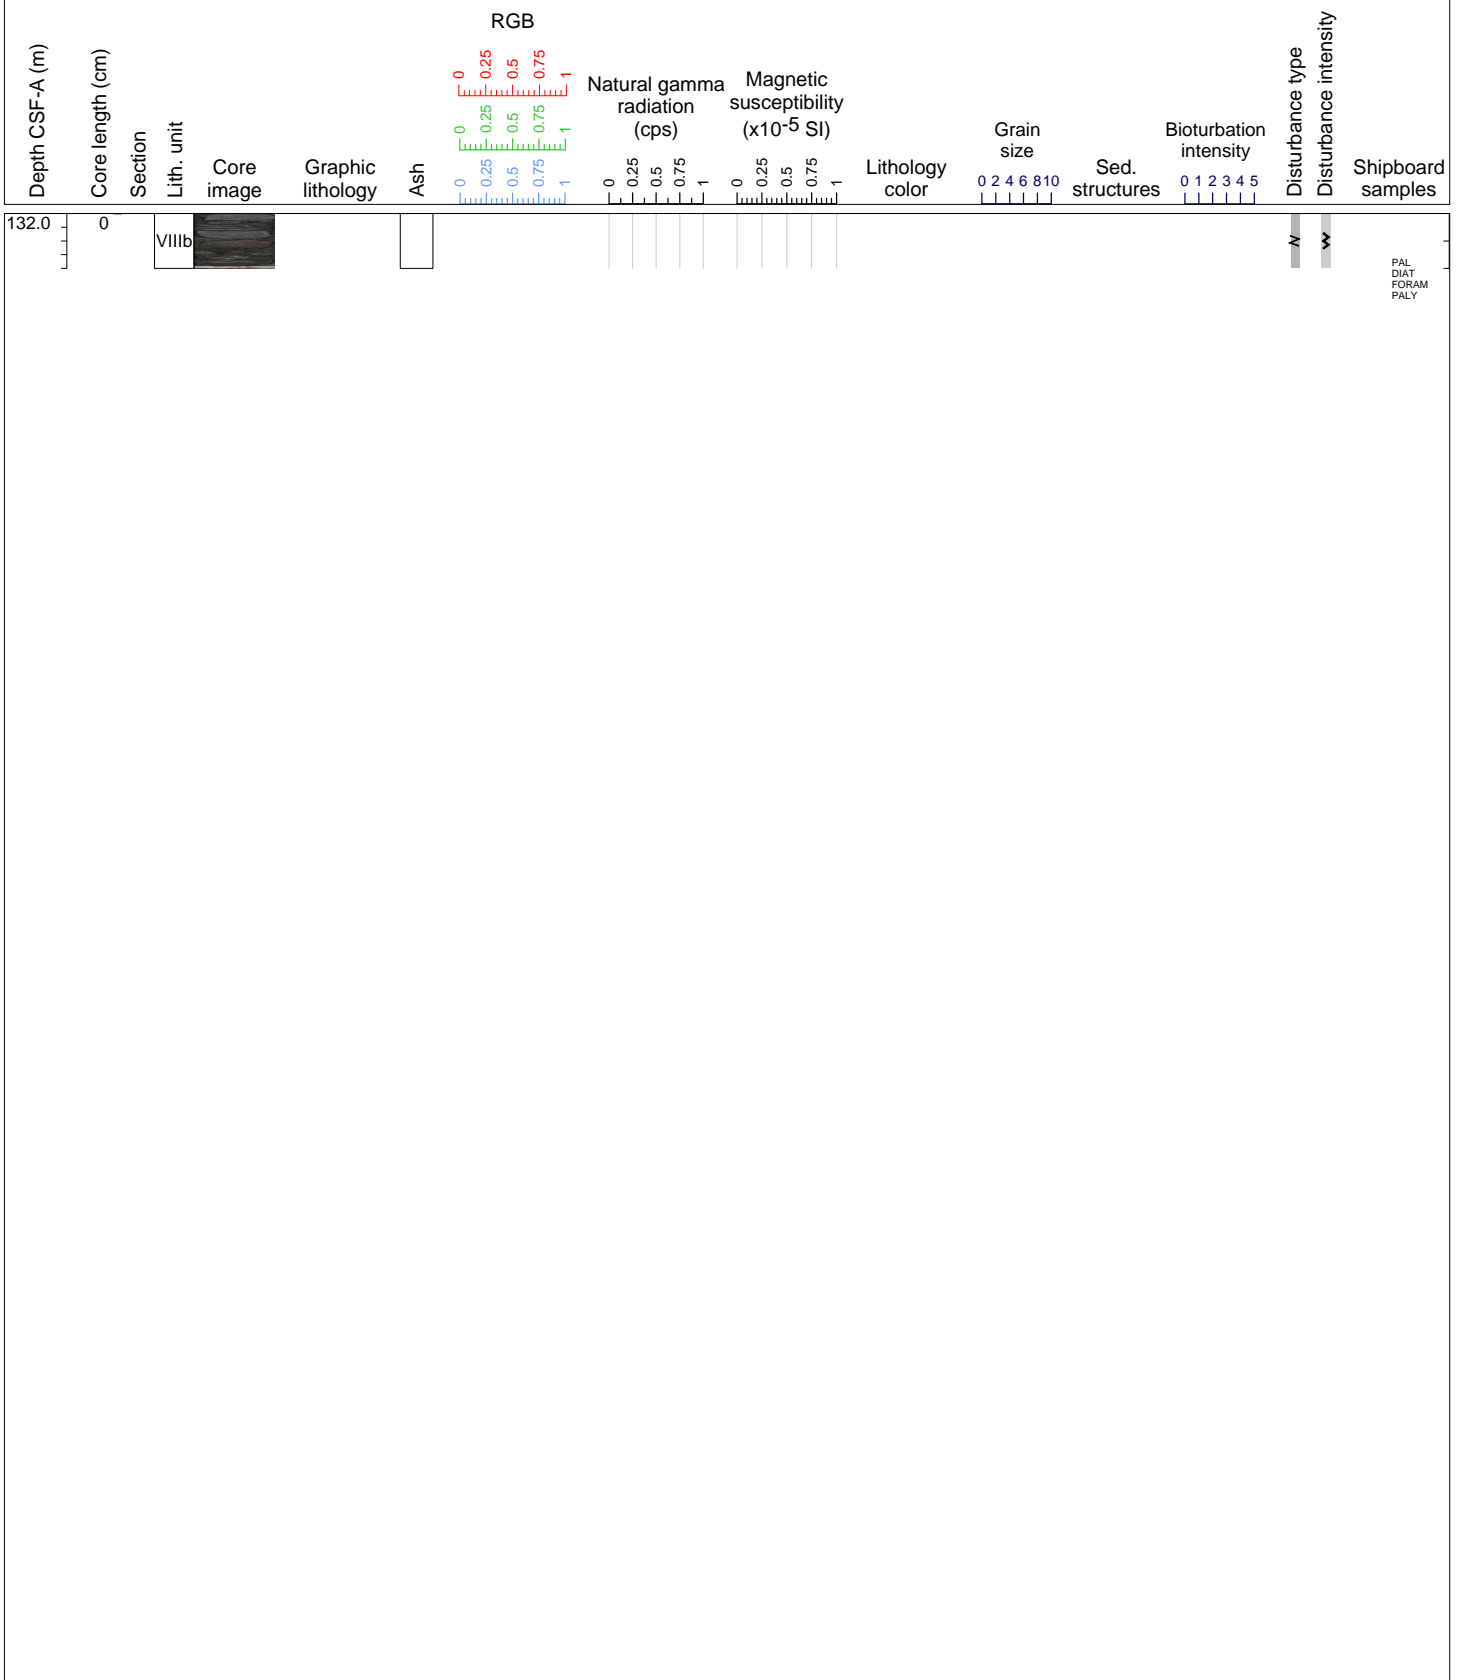 Depth CSF-A (m)
Core length (cm)
Section
Lith. unit
Core
image
Graphic
lithology
Ash
RGB
0 0.25 0.5 0.75 1
0 0.25 0.5 0.75 1
0 0.25 0.5 0.75 1
Natural gamma
radiation
(cps)
0 0.25 0.5 0.75 1
Magnetic
susceptibility
(x10-5 SI)
0 0.25 0.5 0.75 1
Lithology
color
Grain
size
0 2 4 6 8 10
Sed.
structures
Bioturbation
intensity
0 1 2 3 4 5
Disturbance type
Disturbance intensity
Shipboard
samples
132.0
0
VIIIb
PAL
DIAT
FORAM
PALY